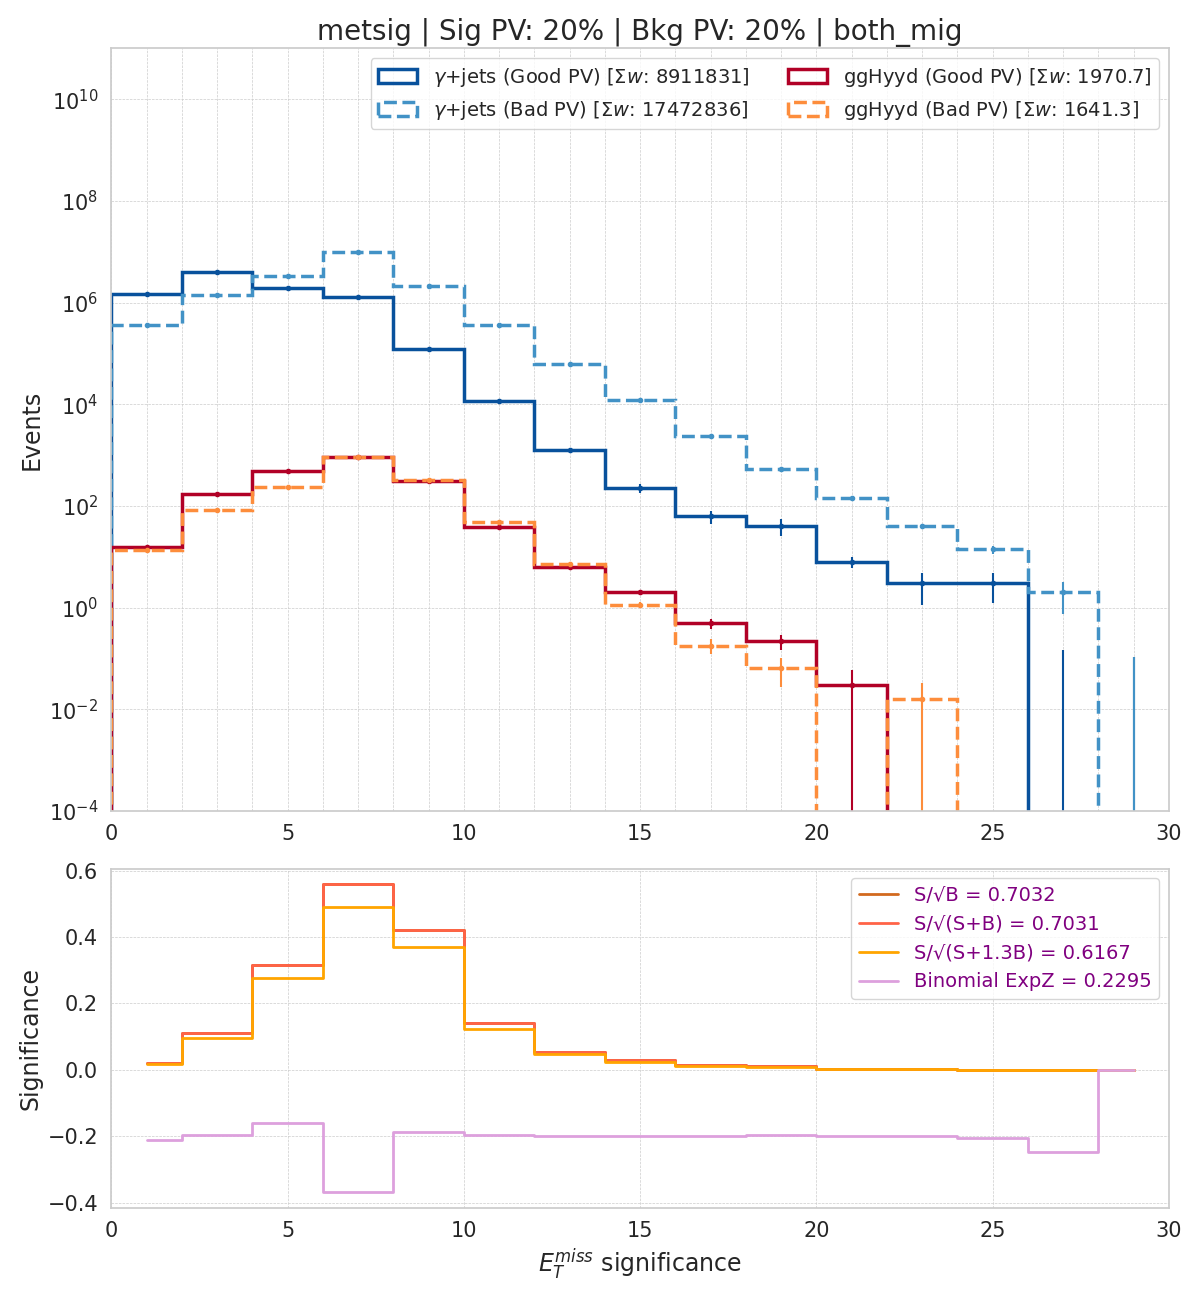 metsig | Sig PV: 20% | Bkg PV: 20% | both_mig
γ+jets (Good PV) [Σw: 8911831]
γ+jets (Bad PV) [Σw: 17472836]
ggHyyd (Good PV) [Σw: 1970.7]
ggHyyd (Bad PV) [Σw: 1641.3]
Events
10^10
10^8
10^6
10^4
10^2
10^0
10^−2
10^−4
0 5 10 15 20 25 30
Significance
0.6
0.4
0.2
0.0
−0.2
−0.4
S/√B = 0.7032
S/√(S+B) = 0.7031
S/√(S+1.3B) = 0.6167
Binomial ExpZ = 0.2295
0 5 10 15 20 25 30
E_T^miss significance